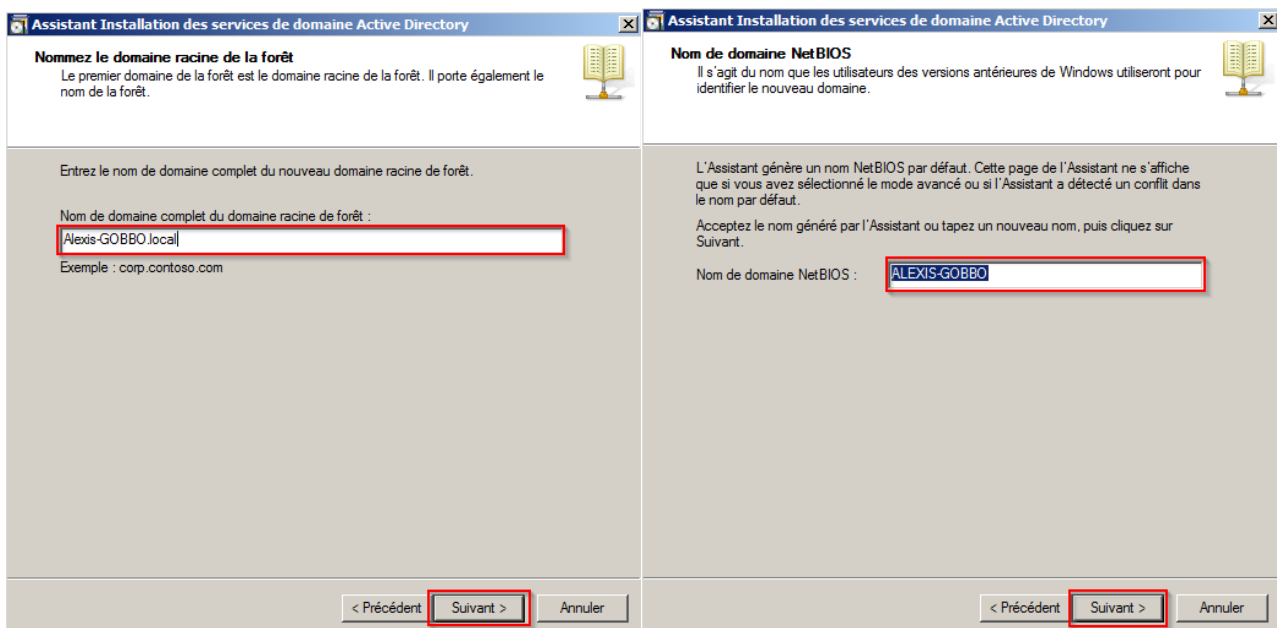 Assistant Installation des services de domaine Active Directory
Nommez le domaine racine de la forêt
Le premier domaine de la forêt est le domaine racine de la forêt. Il porte également le
nom de la forêt.
Entrez le nom de domaine complet du nouveau domaine racine de forêt.
Nom de domaine complet du domaine racine de forêt :
Alexis-GOBBO.local
Exemple : corp.contoso.com
< Précédent
Suivant >
Annuler
Assistant Installation des services de domaine Active Directory
Nom de domaine NetBIOS
Il s'agit du nom que les utilisateurs des versions antérieures de Windows utiliseront pour
identifier le nouveau domaine.
L'Assistant génère un nom NetBIOS par défaut. Cette page de l'Assistant ne s'affiche
que si vous avez sélectionné le mode avancé ou si l'Assistant a détecté un conflit dans
le nom par défaut.
Acceptez le nom généré par l'Assistant ou tapez un nouveau nom, puis cliquez sur
Suivant.
Nom de domaine NetBIOS :
ALEXIS-GOBBO
< Précédent
Suivant >
Annuler